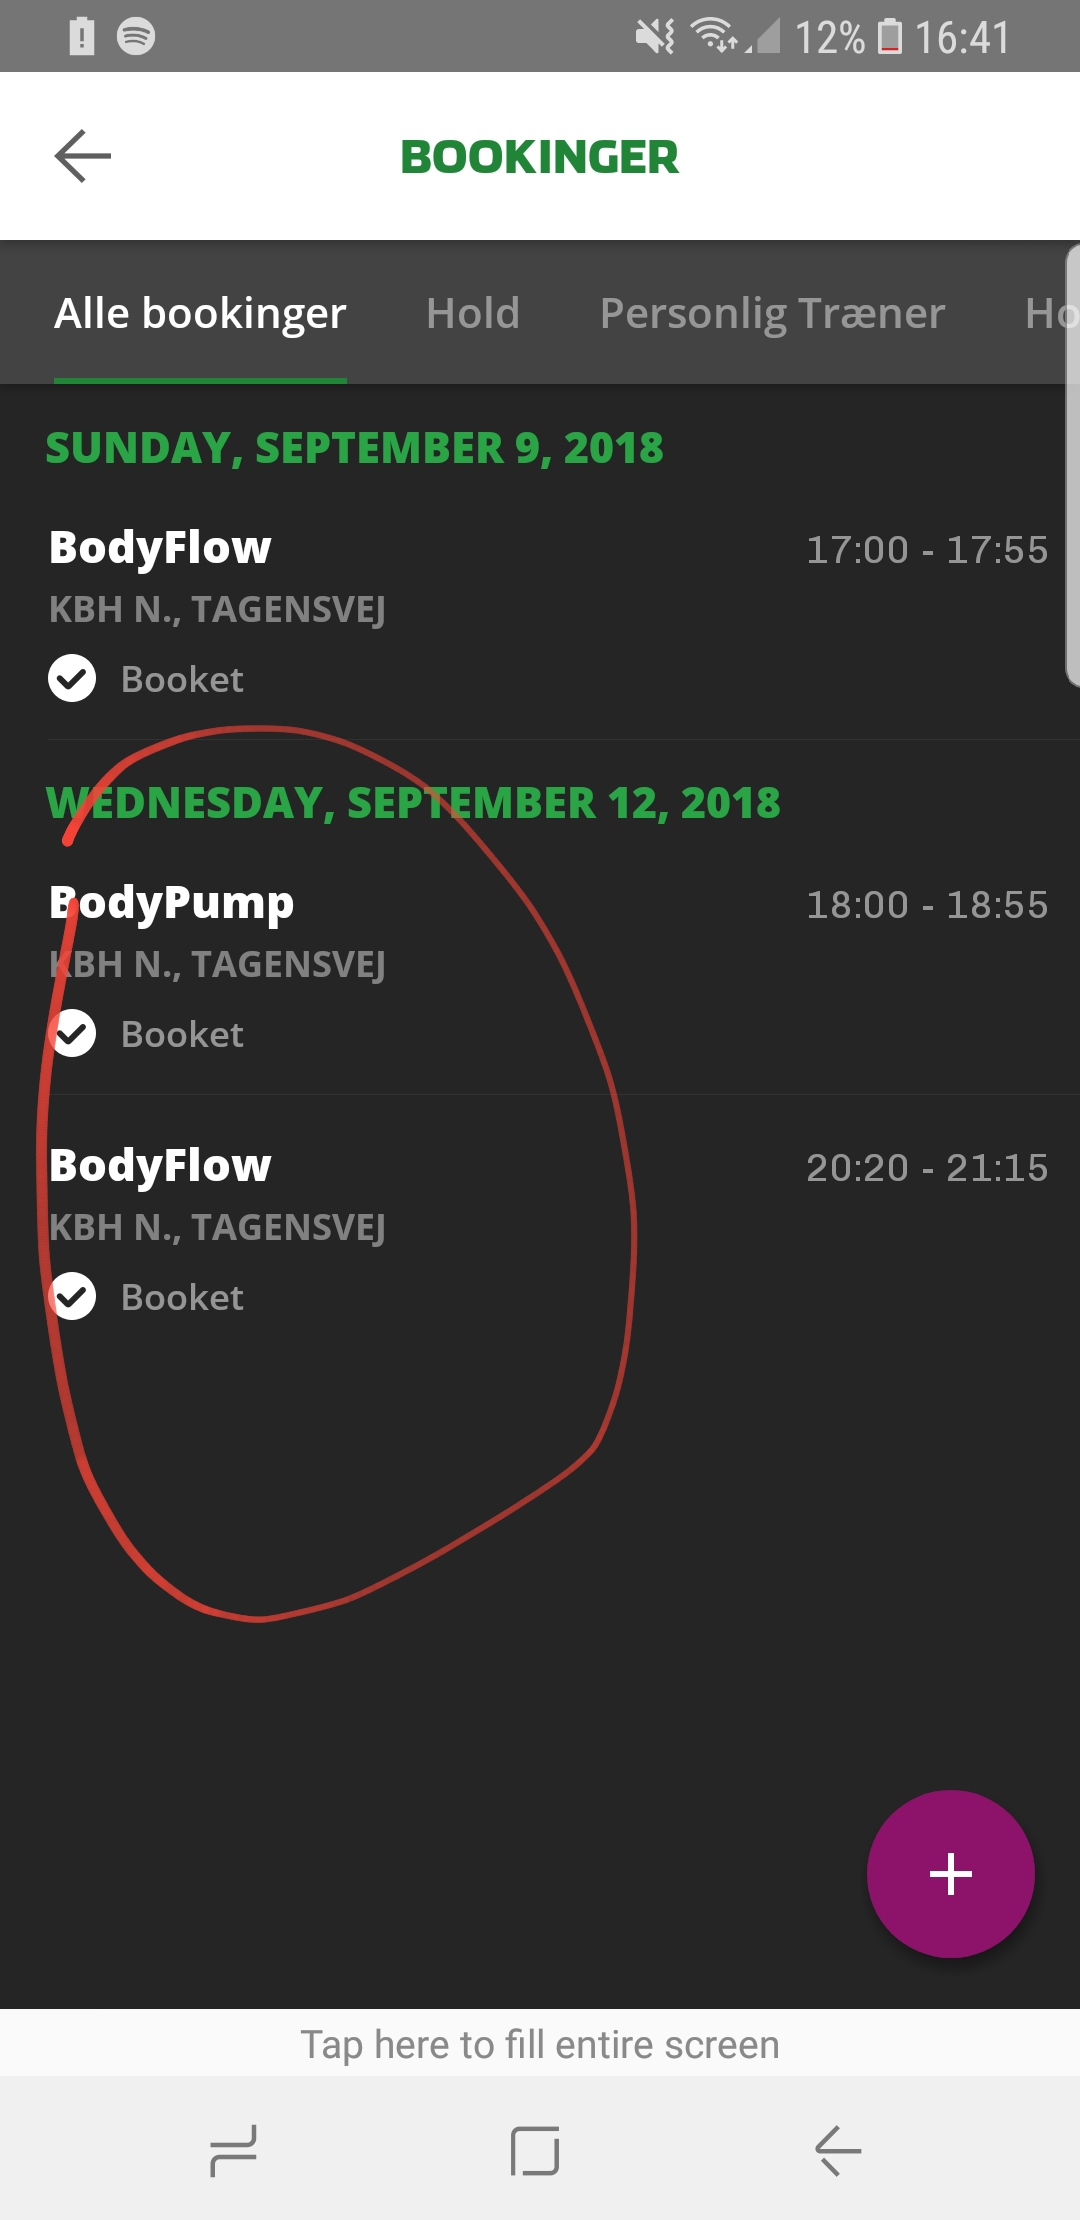 12% 16:41
BOOKINGER
Alle bookinger Hold Personlig Træner Ho
SUNDAY, SEPTEMBER 9, 2018
BodyFlow 17:00 - 17:55
KBH N., TAGENSVEJ
Booket
WEDNESDAY, SEPTEMBER 12, 2018
BodyPump 18:00 - 18:55
KBH N., TAGENSVEJ
Booket
BodyFlow 20:20 - 21:15
KBH N., TAGENSVEJ
Booket
Tap here to fill entire screen